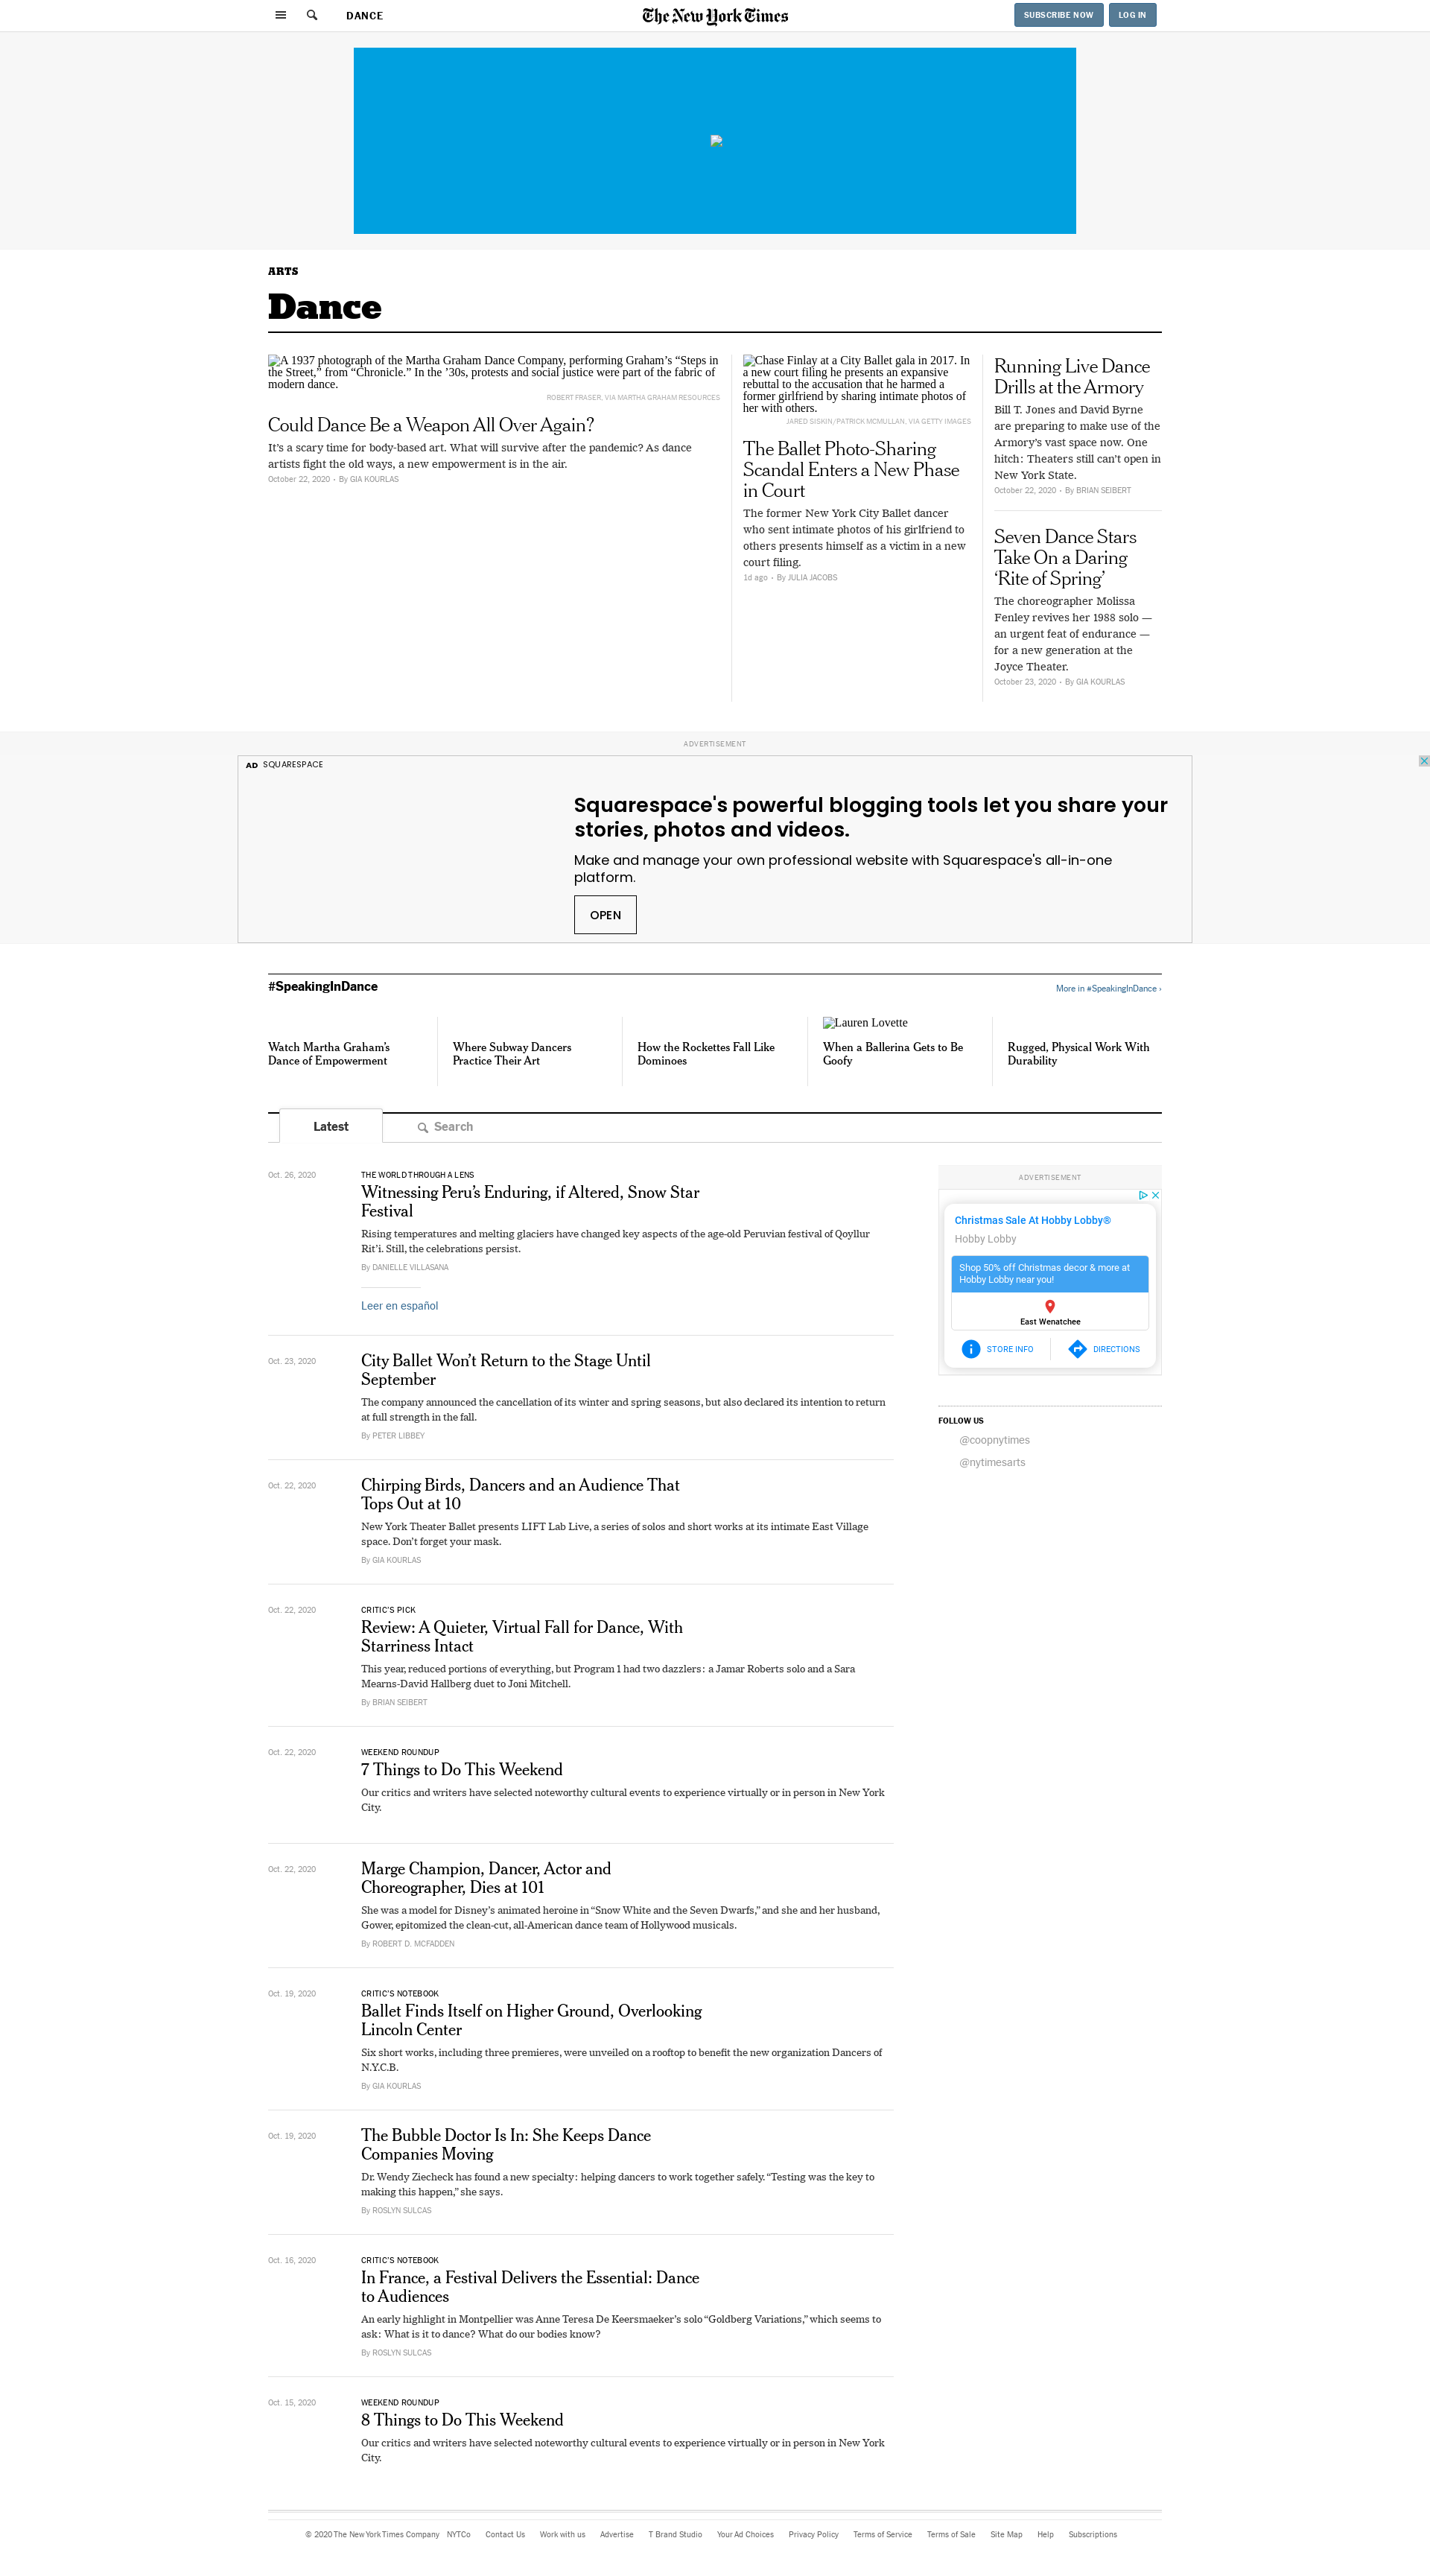 DANCE
The New York Times
SUBSCRIBE NOW
LOG IN
ARTS
Dance
A 1937 photograph of the Martha Graham Dance Company, performing Graham's “Steps in
the Street,” from “Chronicle.” In the ’30s, protests and social justice were part of the fabric of
modern dance.
ROBERT FRASER, VIA MARTHA GRAHAM RESOURCES
Could Dance Be a Weapon All Over Again?
It’s a scary time for body-based art. What will survive after the pandemic? As dance
artists fight the old ways, a new empowerment is in the air.
October 22, 2020 • By GIA KOURLAS
Chase Finlay at a City Ballet gala in 2017. In
a new court filing he presents an expansive
rebuttal to the accusation that he harmed a
former girlfriend by sharing intimate photos of
her with others.
JARED SISKIN/PATRICK MCMULLAN, VIA GETTY IMAGES
The Ballet Photo-Sharing
Scandal Enters a New Phase
in Court
The former New York City Ballet dancer
who sent intimate photos of his girlfriend to
others presents himself as a victim in a new
court filing.
1d ago • By JULIA JACOBS
Running Live Dance
Drills at the Armory
Bill T. Jones and David Byrne
are preparing to make use of the
Armory’s vast space now. One
hitch: Theaters still can’t open in
New York State.
October 22, 2020 • By BRIAN SEIBERT
Seven Dance Stars
Take On a Daring
‘Rite of Spring’
The choreographer Molissa
Fenley revives her 1988 solo —
an urgent feat of endurance —
for a new generation at the
Joyce Theater.
October 23, 2020 • By GIA KOURLAS
ADVERTISEMENT
AD SQUARESPACE
Squarespace's powerful blogging tools let you share your
stories, photos and videos.
Make and manage your own professional website with Squarespace's all-in-one
platform.
OPEN
#SpeakingInDance
More in #SpeakingInDance ›
Watch Martha Graham’s
Dance of Empowerment
Where Subway Dancers
Practice Their Art
How the Rockettes Fall Like
Dominoes
Lauren Lovette
When a Ballerina Gets to Be
Goofy
Rugged, Physical Work With
Durability
Latest
Search
Oct. 26, 2020
THE WORLD THROUGH A LENS
Witnessing Peru’s Enduring, if Altered, Snow Star
Festival
Rising temperatures and melting glaciers have changed key aspects of the age-old Peruvian festival of Qoyllur
Rit’i. Still, the celebrations persist.
By DANIELLE VILLASANA
Leer en español
Oct. 23, 2020
City Ballet Won’t Return to the Stage Until
September
The company announced the cancellation of its winter and spring seasons, but also declared its intention to return
at full strength in the fall.
By PETER LIBBEY
Oct. 22, 2020
Chirping Birds, Dancers and an Audience That
Tops Out at 10
New York Theater Ballet presents LIFT Lab Live, a series of solos and short works at its intimate East Village
space. Don’t forget your mask.
By GIA KOURLAS
Oct. 22, 2020
CRITIC’S PICK
Review: A Quieter, Virtual Fall for Dance, With
Starriness Intact
This year, reduced portions of everything, but Program 1 had two dazzlers: a Jamar Roberts solo and a Sara
Mearns-David Hallberg duet to Joni Mitchell.
By BRIAN SEIBERT
Oct. 22, 2020
WEEKEND ROUNDUP
7 Things to Do This Weekend
Our critics and writers have selected noteworthy cultural events to experience virtually or in person in New York
City.
Oct. 22, 2020
Marge Champion, Dancer, Actor and
Choreographer, Dies at 101
She was a model for Disney’s animated heroine in “Snow White and the Seven Dwarfs,” and she and her husband,
Gower, epitomized the clean-cut, all-American dance team of Hollywood musicals.
By ROBERT D. MCFADDEN
Oct. 19, 2020
CRITIC’S NOTEBOOK
Ballet Finds Itself on Higher Ground, Overlooking
Lincoln Center
Six short works, including three premieres, were unveiled on a rooftop to benefit the new organization Dancers of
N.Y.C.B.
By GIA KOURLAS
Oct. 19, 2020
The Bubble Doctor Is In: She Keeps Dance
Companies Moving
Dr. Wendy Ziecheck has found a new specialty: helping dancers to work together safely. “Testing was the key to
making this happen,” she says.
By ROSLYN SULCAS
Oct. 16, 2020
CRITIC’S NOTEBOOK
In France, a Festival Delivers the Essential: Dance
to Audiences
An early highlight in Montpellier was Anne Teresa De Keersmaeker’s solo “Goldberg Variations,” which seems to
ask: What is it to dance? What do our bodies know?
By ROSLYN SULCAS
Oct. 15, 2020
WEEKEND ROUNDUP
8 Things to Do This Weekend
Our critics and writers have selected noteworthy cultural events to experience virtually or in person in New York
City.
ADVERTISEMENT
Christmas Sale At Hobby Lobby®
Hobby Lobby
Shop 50% off Christmas decor & more at
Hobby Lobby near you!
East Wenatchee
STORE INFO
DIRECTIONS
FOLLOW US
@coopnytimes
@nytimesarts
© 2020 The New York Times Company NYTCo Contact Us Work with us Advertise T Brand Studio Your Ad Choices Privacy Policy Terms of Service Terms of Sale Site Map Help Subscriptions